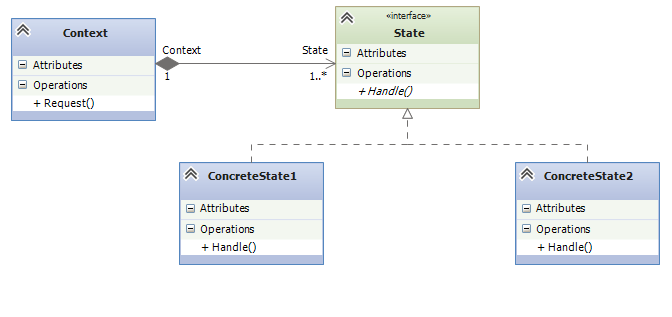 Context
Attributes
Operations
+ Request()
Context
1
State
1..*
«interface»
State
Attributes
Operations
+ Handle()
ConcreteState1
Attributes
Operations
+ Handle()
ConcreteState2
Attributes
Operations
+ Handle()